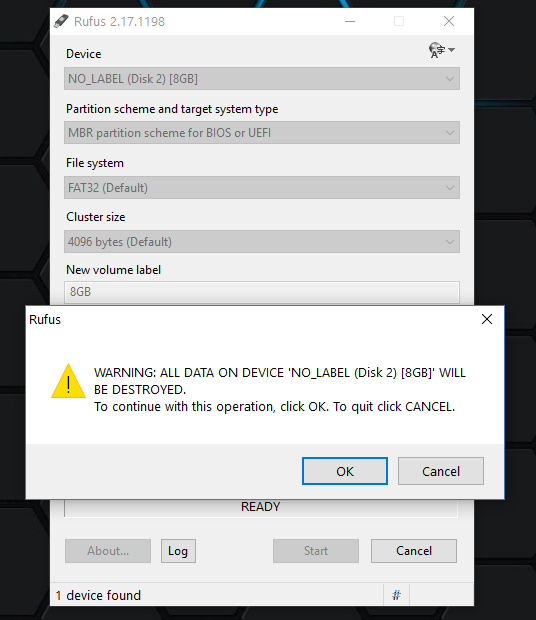 Rufus 2.17.1198
Device
NO_LABEL (Disk 2) [8GB]
Partition scheme and target system type
MBR partition scheme for BIOS or UEFI
File system
FAT32 (Default)
Cluster size
4096 bytes (Default)
New volume label
8GB
Rufus
WARNING: ALL DATA ON DEVICE 'NO_LABEL (Disk 2) [8GB]' WILL
BE DESTROYED.
To continue with this operation, click OK. To quit click CANCEL.
OK Cancel
READY
About... Log Start Cancel
1 device found #